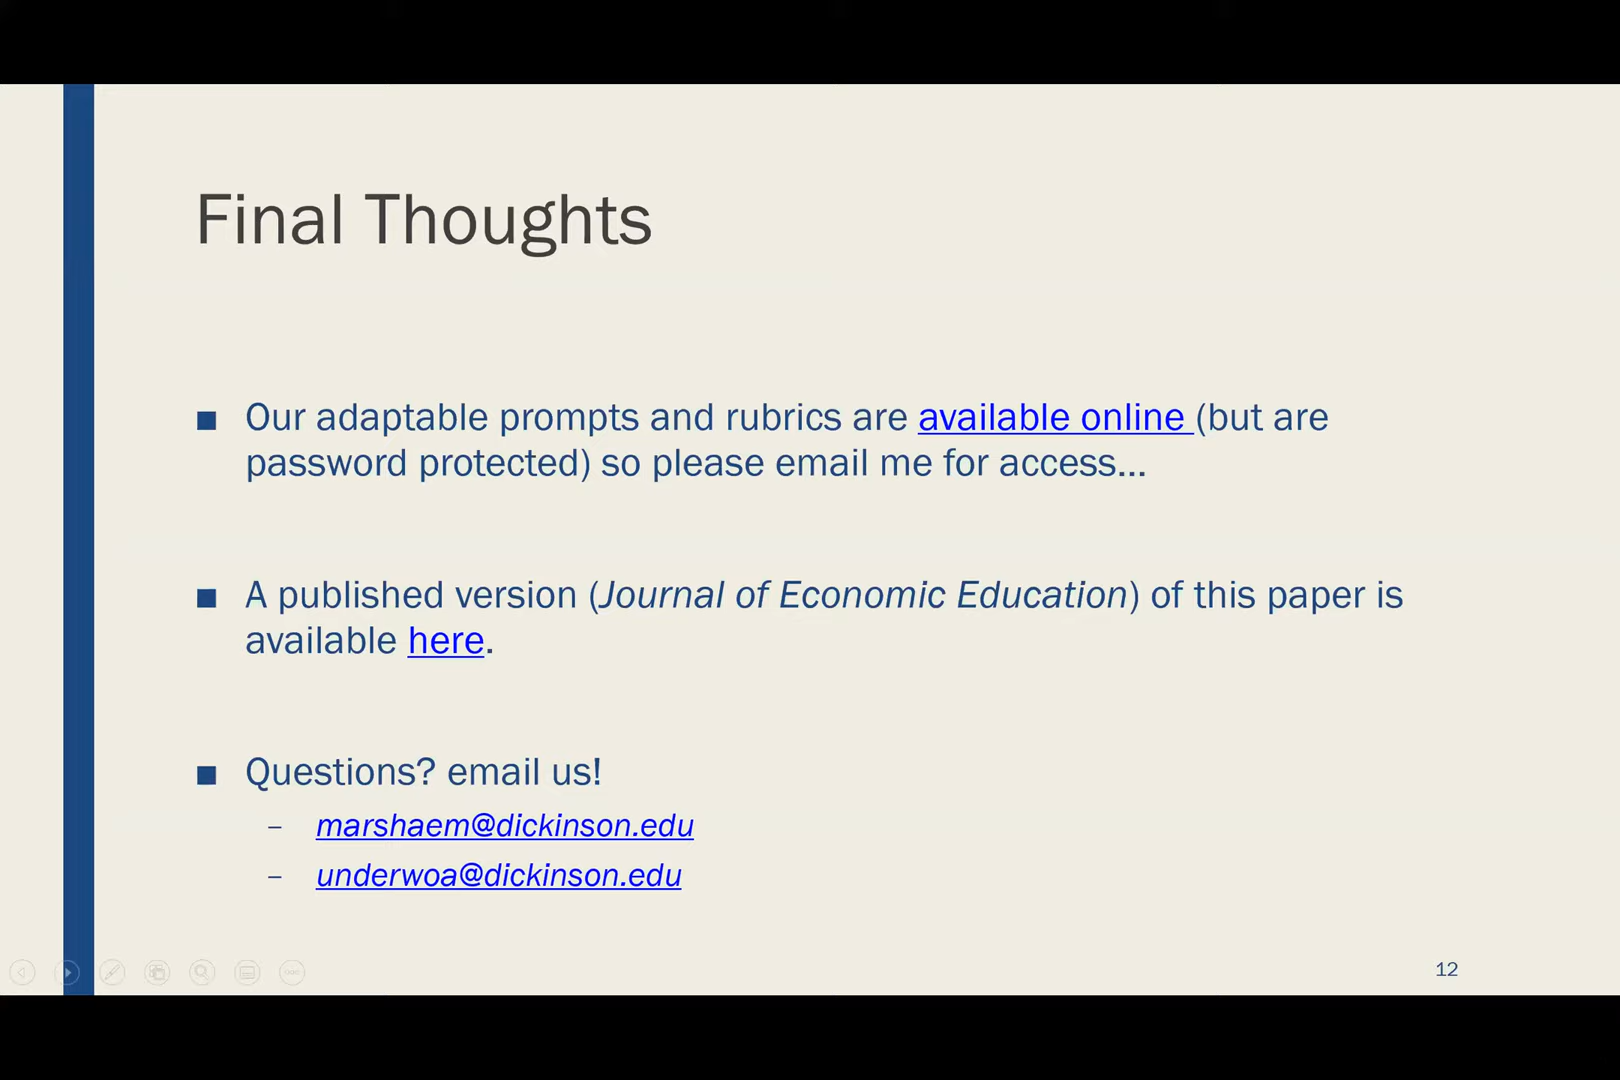 Final Thoughts
■ Our adaptable prompts and rubrics are available online (but are
password protected) so please email me for access...
■ A published version (Journal of Economic Education) of this paper is
available here.
■ Questions? email us!
– marshaem@dickinson.edu
– underwoa@dickinson.edu
12